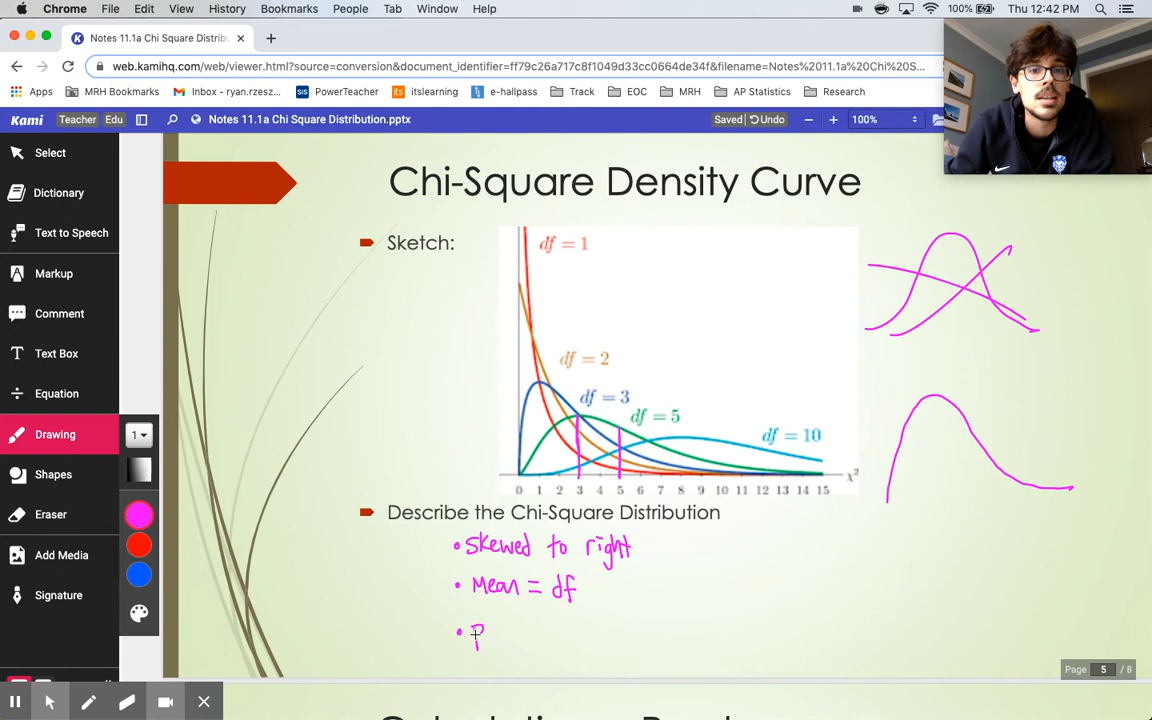 Chrome File Edit View History Bookmarks People Tab Window Help 100% Thu 12:42 PM
Notes 11.1a Chi Square Distrib
web.kamihq.com/web/viewer.html?source=conversion&document_identifier=ff79c26a717c8f1049d33cc0664de34f&filename=Notes%2011.1a%20Chi%20S...
Apps MRH Bookmarks Inbox - ryan.rzesz... PowerTeacher its itslearning e-hallpass Track EOC MRH AP Statistics Research
Kami Teacher Edu Notes 11.1a Chi Square Distribution.pptx Saved Undo 100%
Select
Dictionary
Text to Speech
Markup
Comment
Text Box
Equation
Drawing 1
Shapes
Eraser
Add Media
Signature
Chi-Square Density Curve
Sketch:
df = 1
df = 2
df = 3
df = 5
df = 10
0 1 2 3 4 5 6 7 8 9 10 11 12 13 14 15 χ²
Describe the Chi-Square Distribution
• Skewed to right
• Mean = df
• P
Page 5 / 8